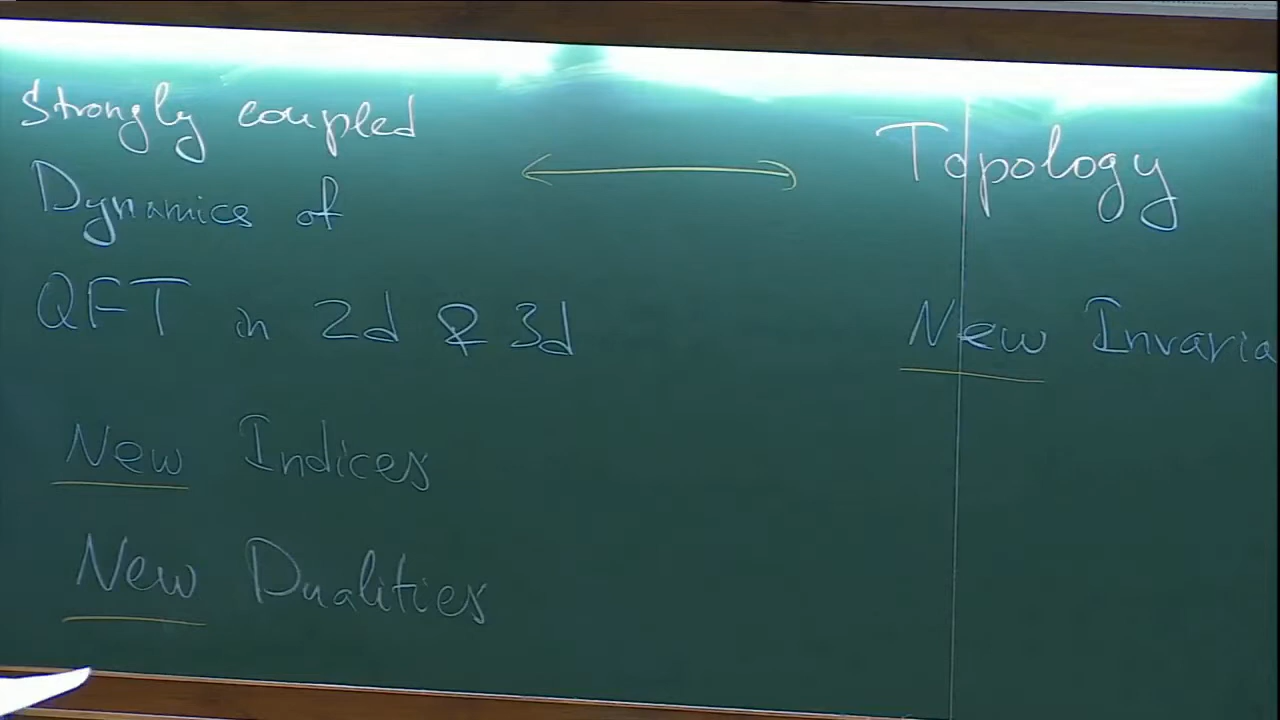 Strongly coupled
Dynamics of
QFT in 2d & 3d
New Indices
New Dualities
Topology
New Invaria